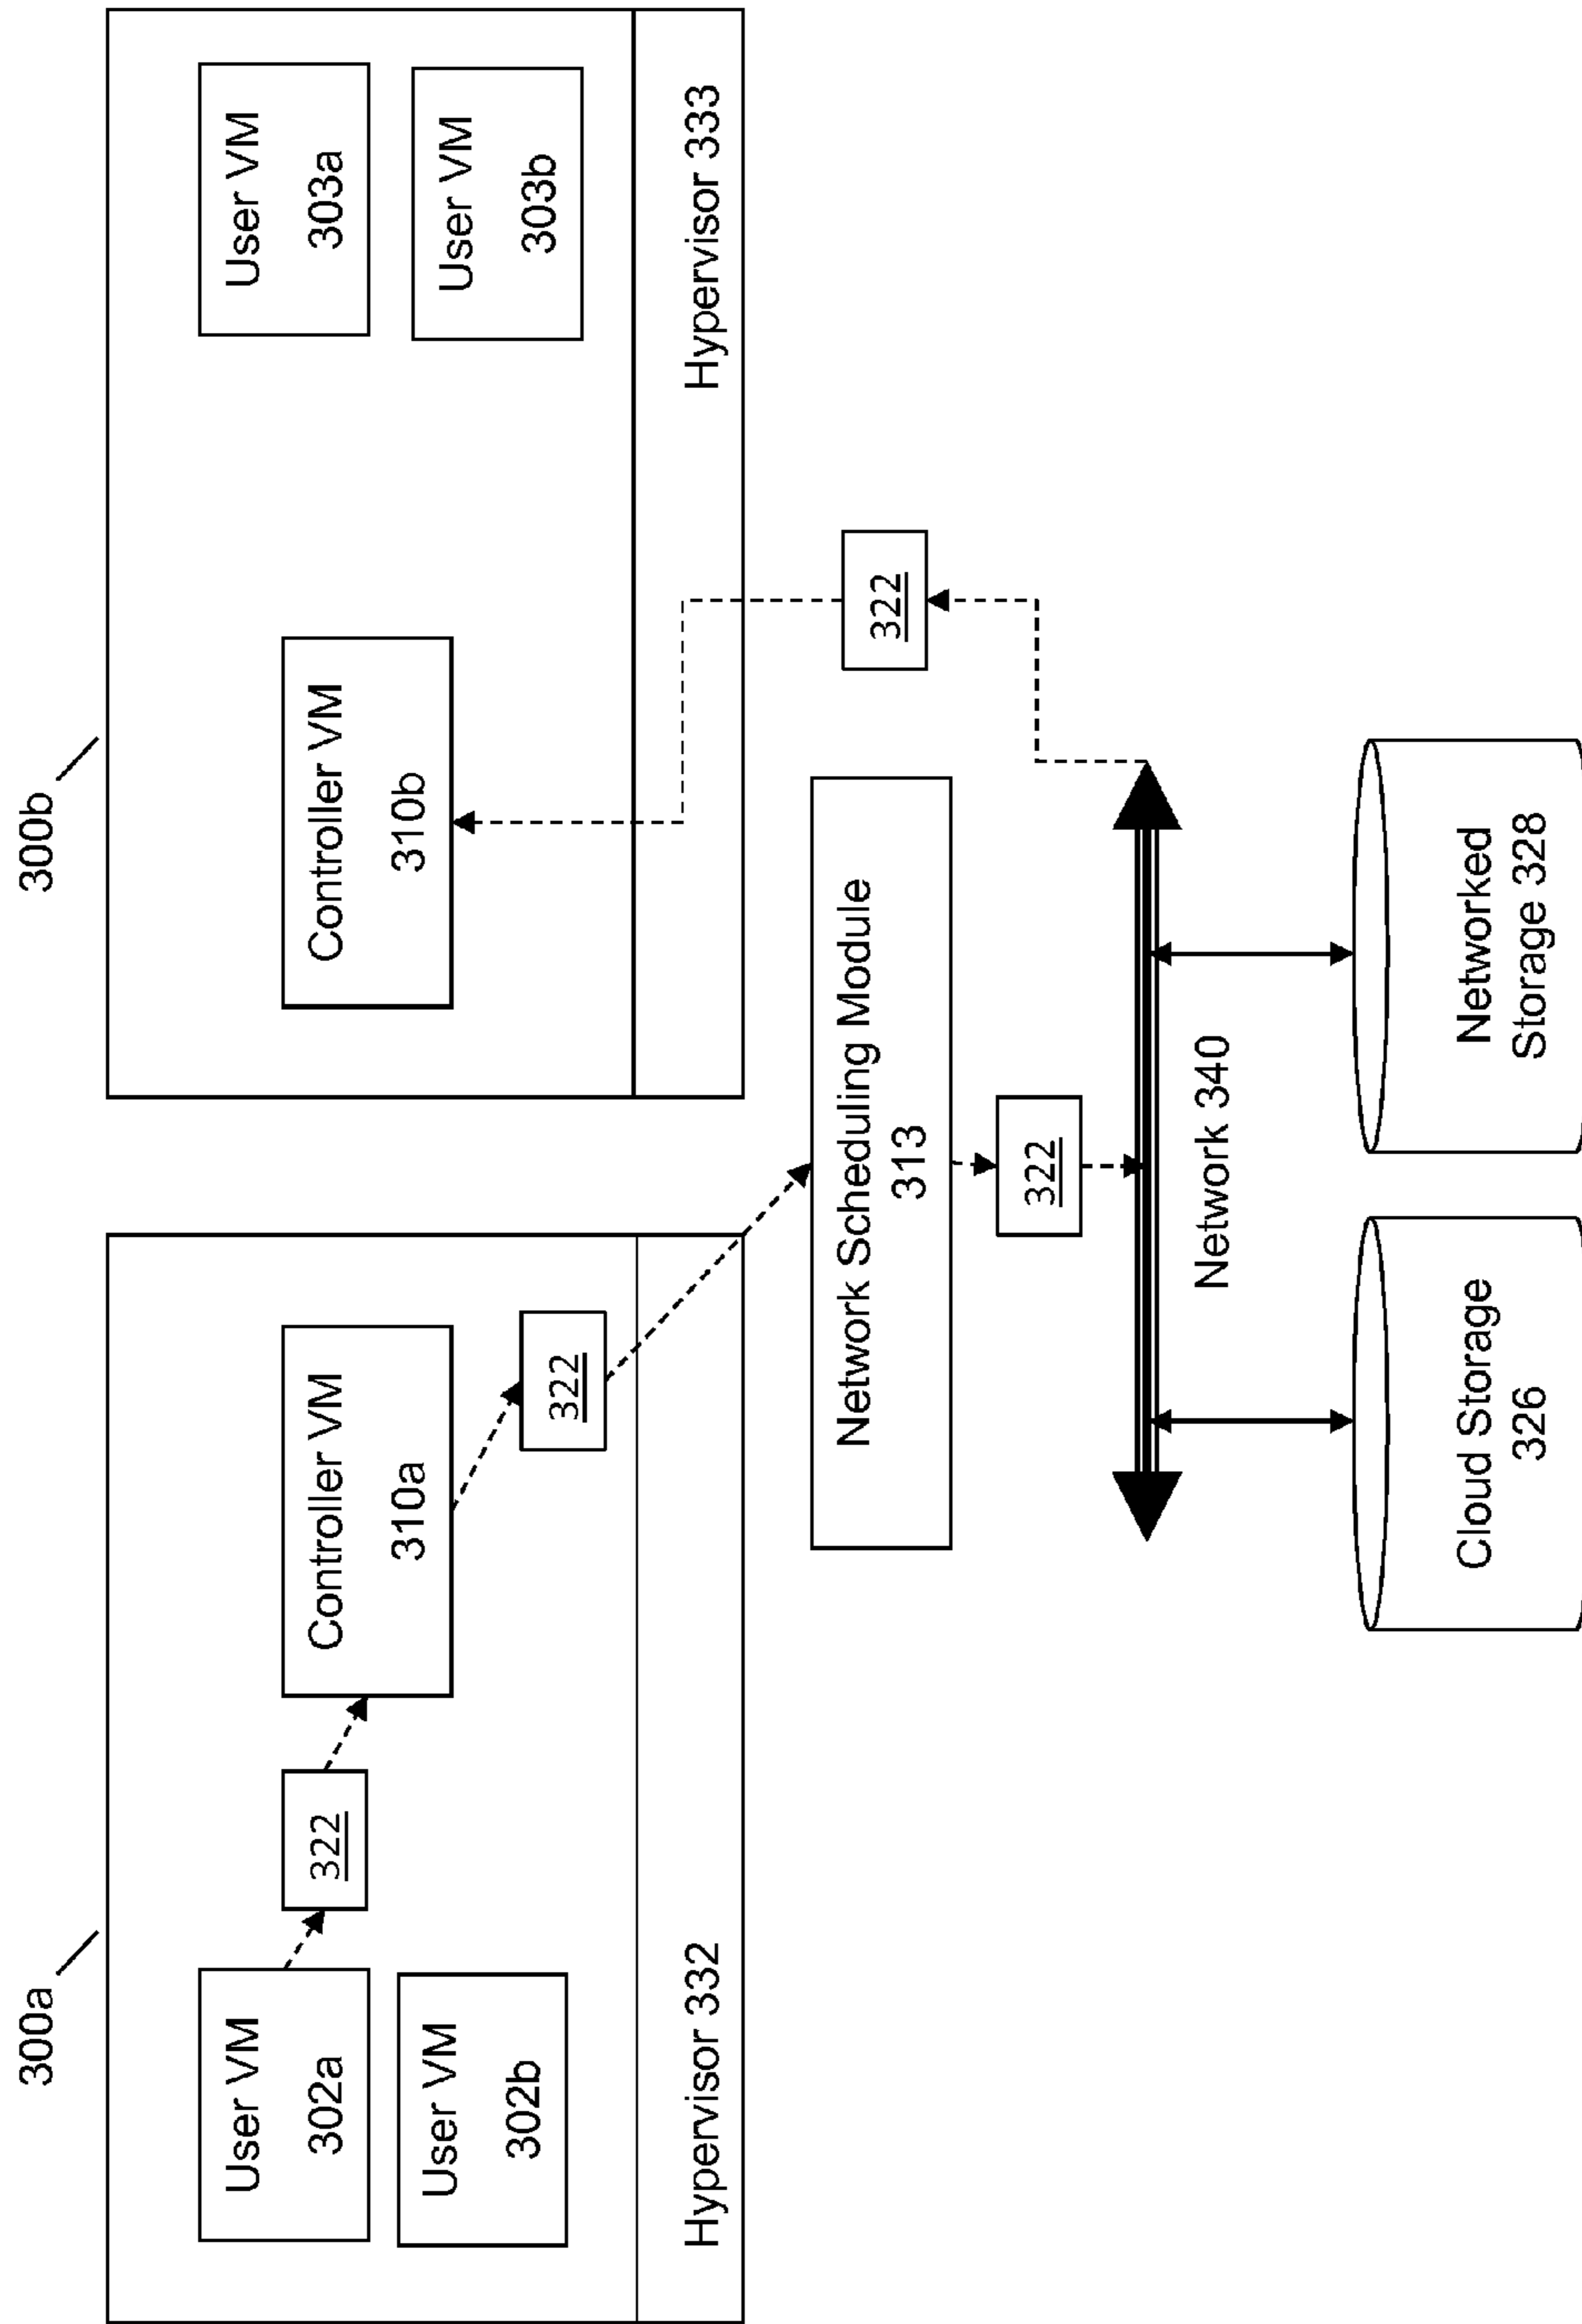 300a
300b
User VM
302a
322
Controller VM
310a
User VM
302b
322
Hypervisor 332
Controller VM
310b
User VM
303a
User VM
303b
Hypervisor 333
Network Scheduling Module
313
322
322
Network 340
Cloud Storage
326
Networked
Storage 328